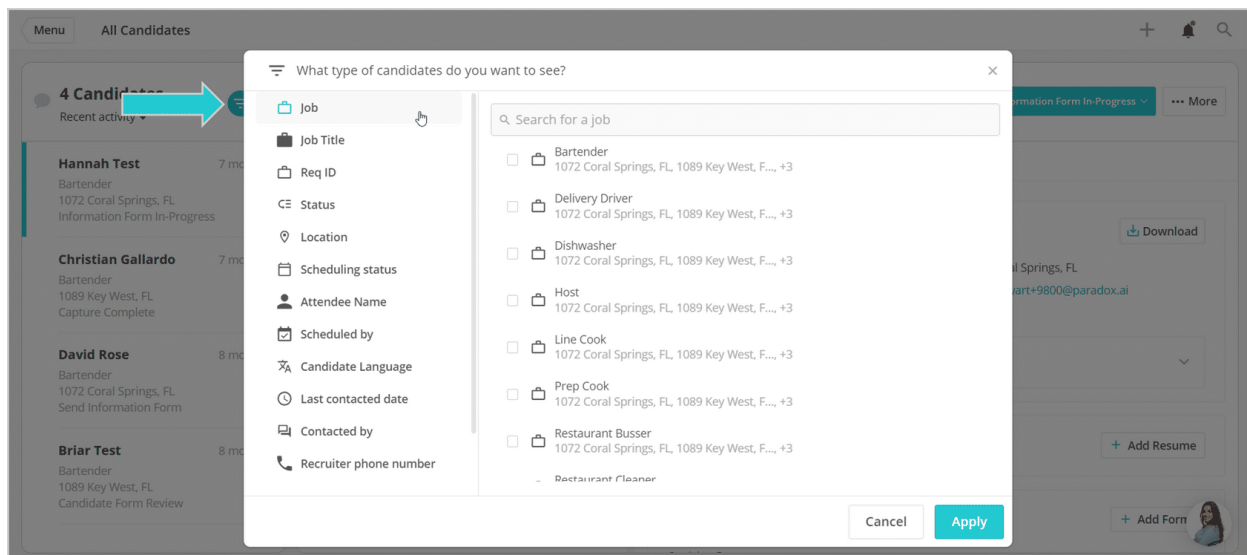 Menu
All Candidates
4 Candidates
Recent activity
Hannah Test
7 mo
Bartender
1072 Coral Springs, FL
Information Form In-Progress
Christian Gallardo
7 mo
Bartender
1089 Key West, FL
Capture Complete
David Rose
8 mo
Bartender
1072 Coral Springs, FL
Send Information Form
Briar Test
8 mo
Bartender
1089 Key West, FL
Candidate Form Review
What type of candidates do you want to see?
Job
Job Title
Req ID
Status
Location
Scheduling status
Attendee Name
Scheduled by
Candidate Language
Last contacted date
Contacted by
Recruiter phone number
Search for a job
Bartender
1072 Coral Springs, FL, 1089 Key West, F..., +3
Delivery Driver
1072 Coral Springs, FL, 1089 Key West, F..., +3
Dishwasher
1072 Coral Springs, FL, 1089 Key West, F..., +3
Host
1072 Coral Springs, FL, 1089 Key West, F..., +3
Line Cook
1072 Coral Springs, FL, 1089 Key West, F..., +3
Prep Cook
1072 Coral Springs, FL, 1089 Key West, F..., +3
Restaurant Busser
1072 Coral Springs, FL, 1089 Key West, F..., +3
Restaurant Cleaner
Cancel
Apply
ormation Form In-Progress
More
Download
al Springs, FL
vart+9800@paradox.ai
Add Resume
Add Form